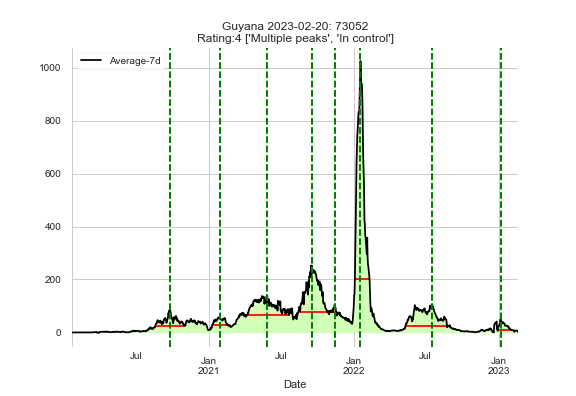 Guyana 2023-02-20: 73052
Rating:4 ['Multiple peaks', 'In control']
Average-7d
1000
800
600
400
200
0
Jul
Jan
2021
Jul
Jan
2022
Jul
Jan
2023
Date